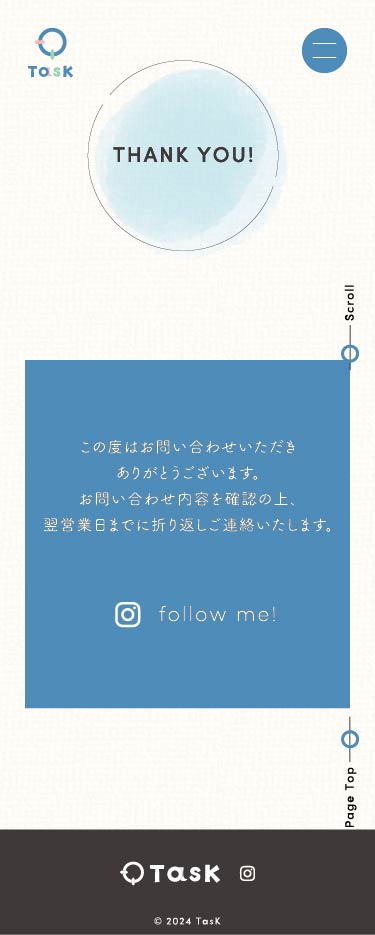 TasK
THANK YOU!
Scroll
この度はお問い合わせいただき
ありがとうございます。
お問い合わせ内容を確認の上、
翌営業日までに折り返しご連絡いたします。
follow me!
Page Top
TasK
© 2024 TasK